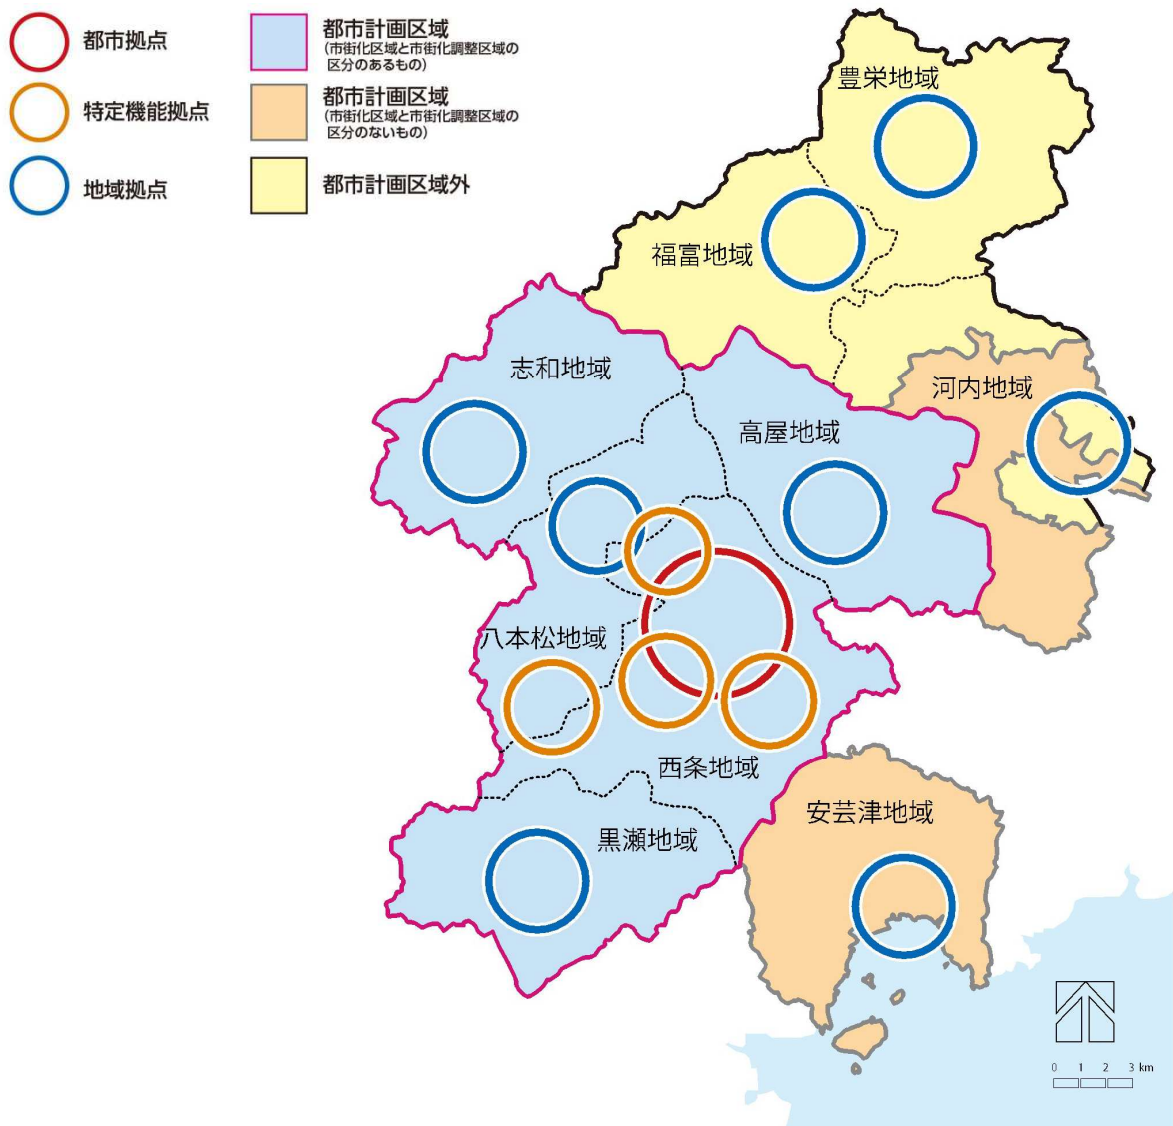 都市拠点
特定機能拠点
地域拠点
都市計画区域
(市街化区域と市街化調整区域の
区分のあるもの)
都市計画区域
(市街化区域と市街化調整区域の
区分のないもの)
都市計画区域外
豊栄地域
福富地域
志和地域
河内地域
高屋地域
八本松地域
西条地域
安芸津地域
黒瀬地域
0 1 2 3 km